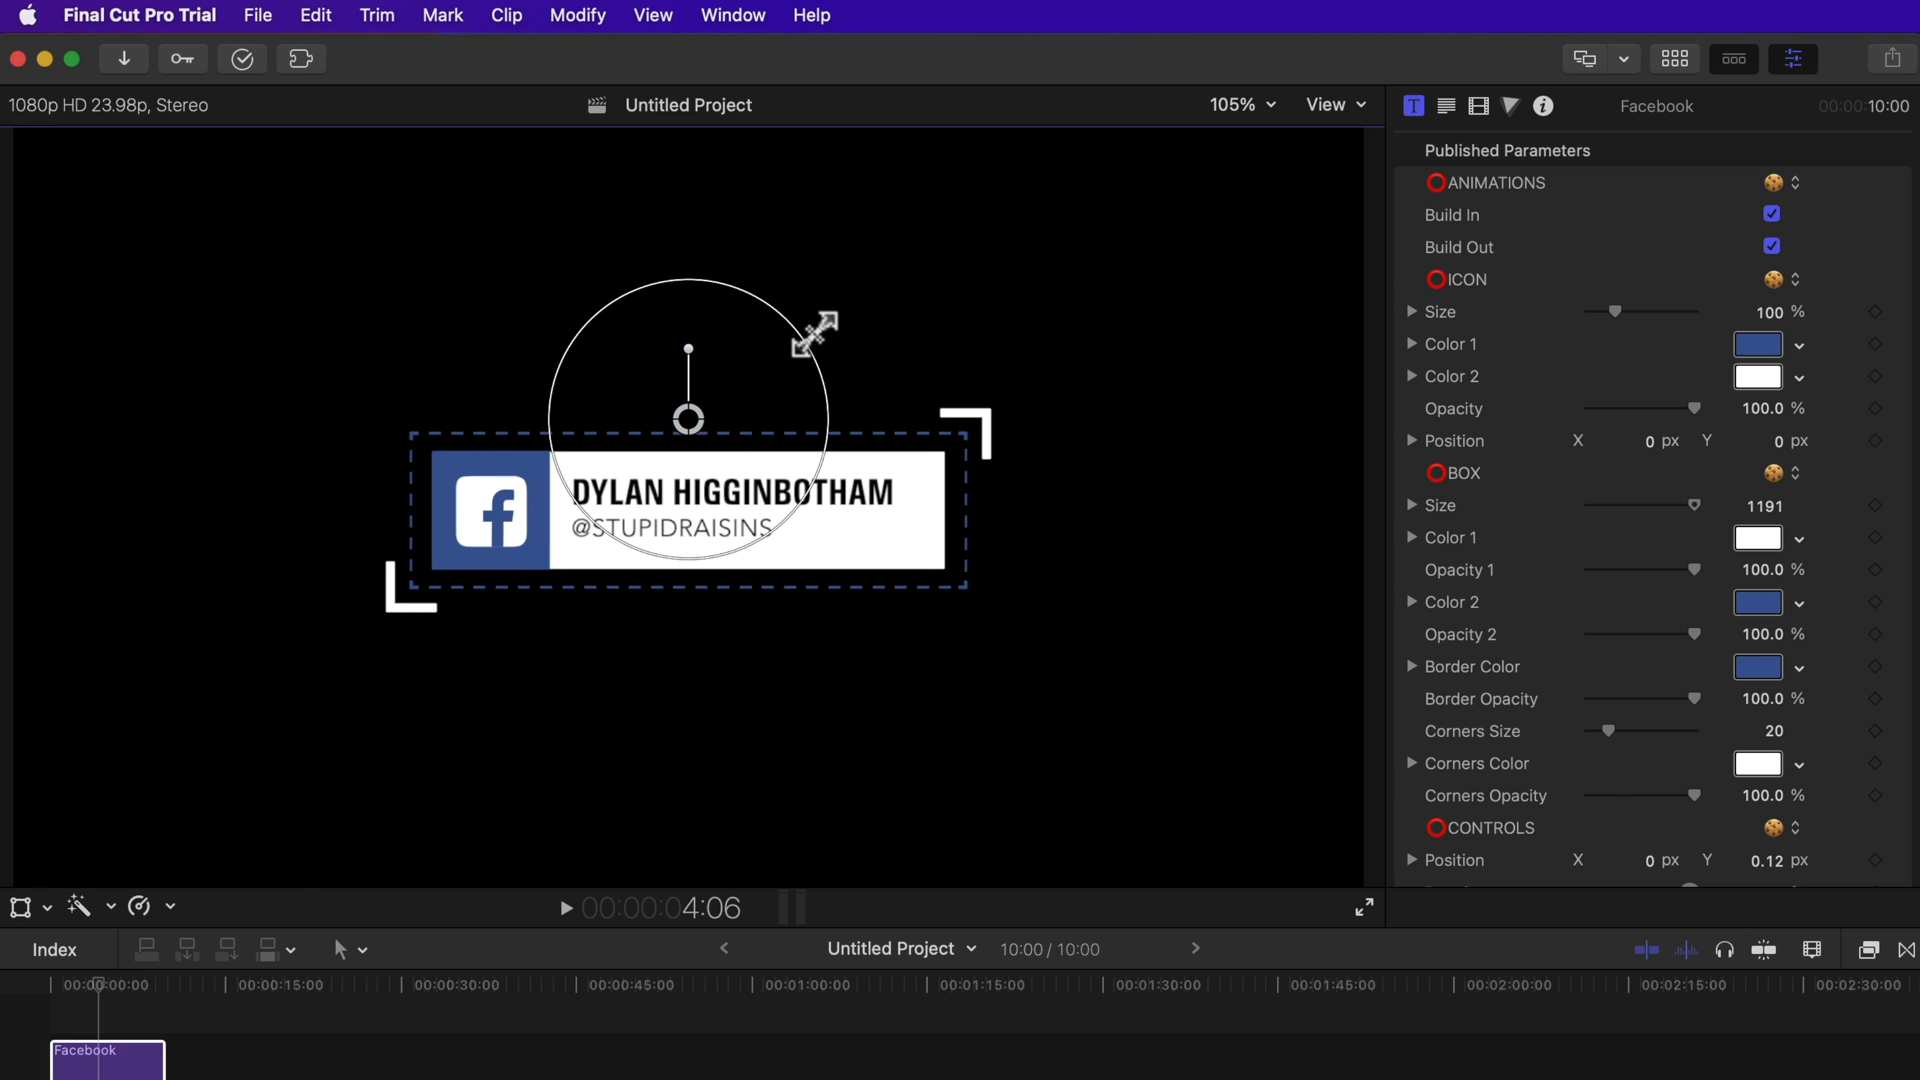 Final Cut Pro Trial File Edit Trim Mark Clip Modify View Window Help
1080p HD 23.98p, Stereo
Untitled Project
105%
View
Facebook
00:00:10:00
Published Parameters
ANIMATIONS
Build In
Build Out
ICON
Size 100 %
Color 1
Color 2
Opacity 100.0 %
Position X 0 px Y 0 px
BOX
Size 1191
Color 1
Opacity 1 100.0 %
Color 2
Opacity 2 100.0 %
Border Color
Border Opacity 100.0 %
Corners Size 20
Corners Color
Corners Opacity 100.0 %
CONTROLS
Position X 0 px Y 0.12 px
DYLAN HIGGINBOTHAM
@STUPIDRAISINS
00:00:04:06
Index
Untitled Project
10:00 / 10:00
00:00:00:00 00:00:15:00 00:00:30:00 00:00:45:00 00:01:00:00 00:01:15:00 00:01:30:00 00:01:45:00 00:02:00:00 00:02:15:00 00:02:30:00
Facebook